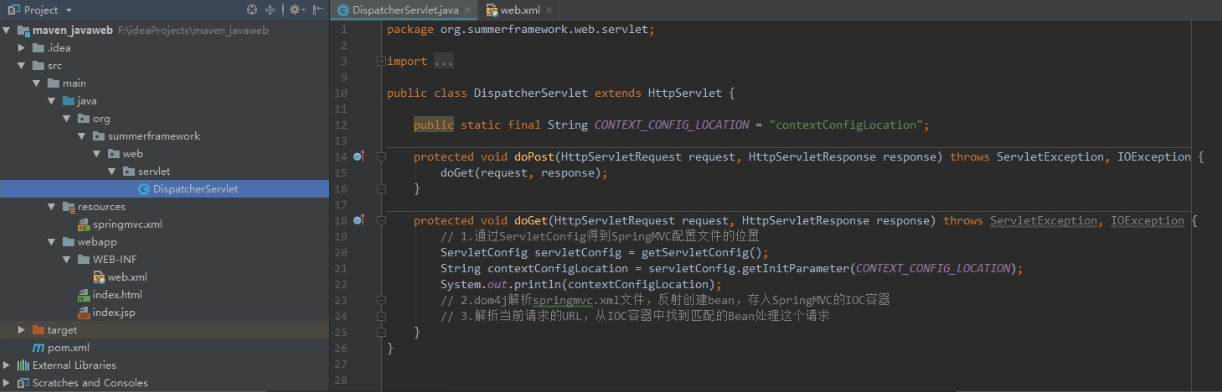 Project
maven_javaweb F:\ideaProjects\maven_javaweb
.idea
src
main
java
org
summerframework
web
servlet
DispatcherServlet
resources
springmvc.xml
webapp
WEB-INF
web.xml
index.html
index.jsp
target
pom.xml
External Libraries
Scratches and Consoles
DispatcherServlet.java
web.xml
1 package org.summerframework.web.servlet;
2
3 import ...
9
10 public class DispatcherServlet extends HttpServlet {
11
12 public static final String CONTEXT_CONFIG_LOCATION = "contextConfigLocation";
13
14 protected void doPost(HttpServletRequest request, HttpServletResponse response) throws ServletException, IOException {
15 doGet(request, response);
16 }
17
18 protected void doGet(HttpServletRequest request, HttpServletResponse response) throws ServletException, IOException {
19 // 1.通过ServletConfig得到SpringMVC配置文件的位置
20 ServletConfig servletConfig = getServletConfig();
21 String contextConfigLocation = servletConfig.getInitParameter(CONTEXT_CONFIG_LOCATION);
22 System.out.println(contextConfigLocation);
23 // 2.dom4j解析springmvc.xml文件，反射创建bean，存入SpringMVC的IOC容器
24 // 3.解析当前请求的URL，从IOC容器中找到匹配的Bean处理这个请求
25 }
26 }
27
28